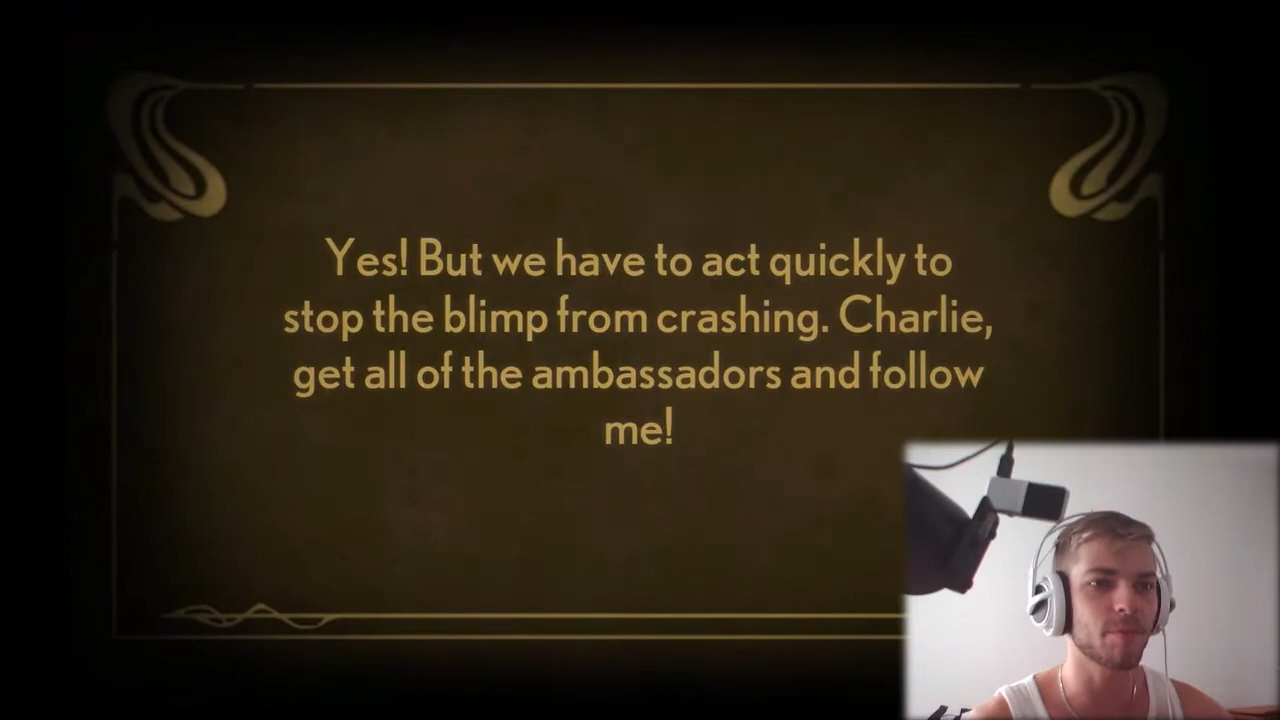 Yes! But we have to act quickly to
stop the blimp from crashing. Charlie,
get all of the ambassadors and follow
me!